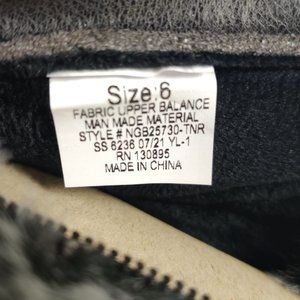 Size:6
FABRIC UPPER BALANCE
MAN MADE MATERIAL
STYLE # NGB25730-TNR
SS 6236 07/21 YL-1
RN 130895
MADE IN CHINA